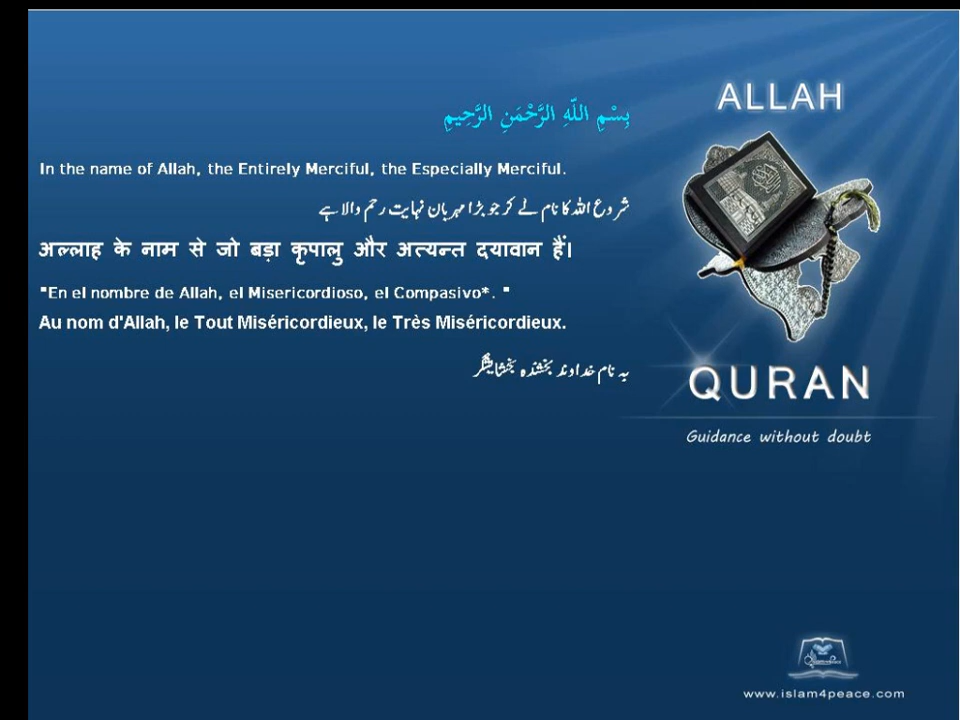 بِسْمِ اللّهِ الرَّحْمَنِ الرَّحِيمِ
In the name of Allah, the Entirely Merciful, the Especially Merciful.
شروع الله کا نام لے کر جو بڑا مہربان نہایت رحم والا ہے
अल्लाह के नाम से जो बड़ा कृपालु और अत्यन्त दयावान हैं।
"En el nombre de Allah, el Misericordioso, el Compasivo*. "
Au nom d'Allah, le Tout Miséricordieux, le Très Miséricordieux.
به نام خداوند بخشنده بخشایشگر
ALLAH
QURAN
Guidance without doubt
www.islam4peace.com